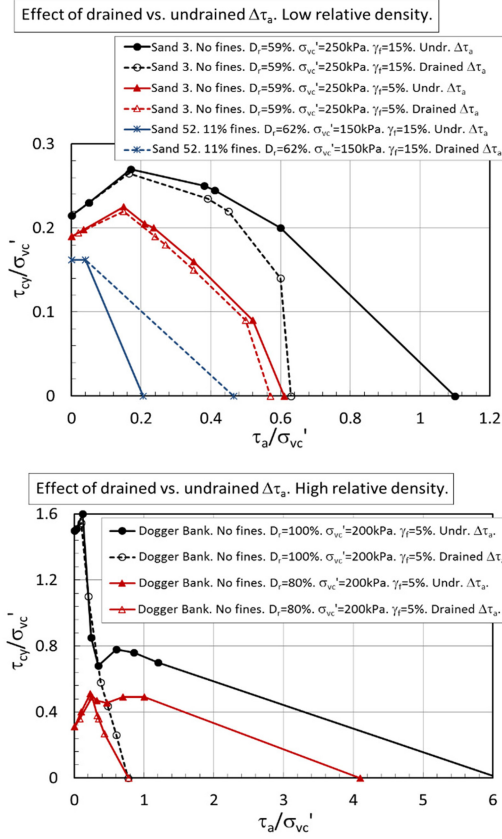 Effect of drained vs. undrained Δτₐ. Low relative density.
Sand 3. No fines. Dᵣ=59%. σvc'=250kPa. γf=15%. Undr. Δτₐ
Sand 3. No fines. Dᵣ=59%. σvc'=250kPa. γf=15%. Drained Δτₐ
Sand 3. No fines. Dᵣ=59%. σvc'=250kPa. γf=5%. Undr. Δτₐ
Sand 3. No fines. Dᵣ=59%. σvc'=250kPa. γf=5%. Drained Δτₐ
Sand 52. 11% fines. Dᵣ=62%. σvc'=150kPa. γf=15%. Undr. Δτₐ
Sand 52. 11% fines. Dᵣ=62%. σvc'=150kPa. γf=15%. Drained Δτₐ
0.3
0.2
0.1
0
τcy/σvc'
0 0.2 0.4 0.6 0.8 1 1.2
τₐ/σvc'
Effect of drained vs. undrained Δτₐ. High relative density.
1.6
1.2
0.8
0.4
0
τcy/σvc'
Dogger Bank. No fines. Dᵣ=100%. σvc'=200kPa. γf=5%. Undr. Δτₐ.
Dogger Bank. No fines. Dᵣ=100%. σvc'=200kPa. γf=5%. Drained Δτₐ
Dogger Bank. No fines. Dᵣ=80%. σvc'=200kPa. γf=5%. Undr. Δτₐ.
Dogger Bank. No fines. Dᵣ=80%. σvc'=200kPa. γf=5%. Drained Δτₐ.
0 1 2 3 4 5 6
τₐ/σvc'